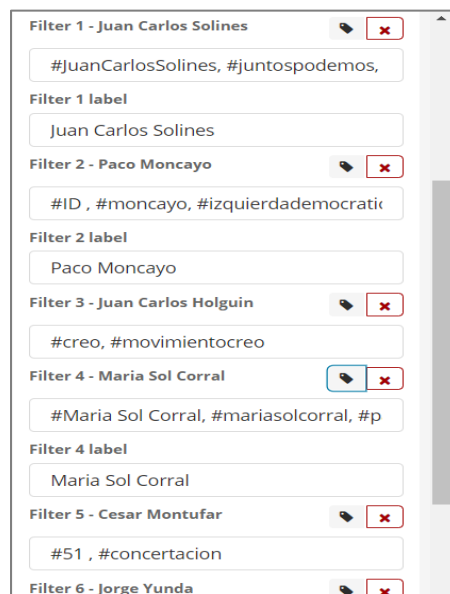 Filter 1 - Juan Carlos Solines
#JuanCarlosSolines, #juntospodemos,
Filter 1 label
Juan Carlos Solines
Filter 2 - Paco Moncayo
#ID , #moncayo, #izquierdademocratic
Filter 2 label
Paco Moncayo
Filter 3 - Juan Carlos Holguin
#creo, #movimientocreo
Filter 4 - Maria Sol Corral
#Maria Sol Corral, #mariasolcorral, #p
Filter 4 label
Maria Sol Corral
Filter 5 - Cesar Montufar
#51 , #concertacion
Filter 6 - Jorge Yunda